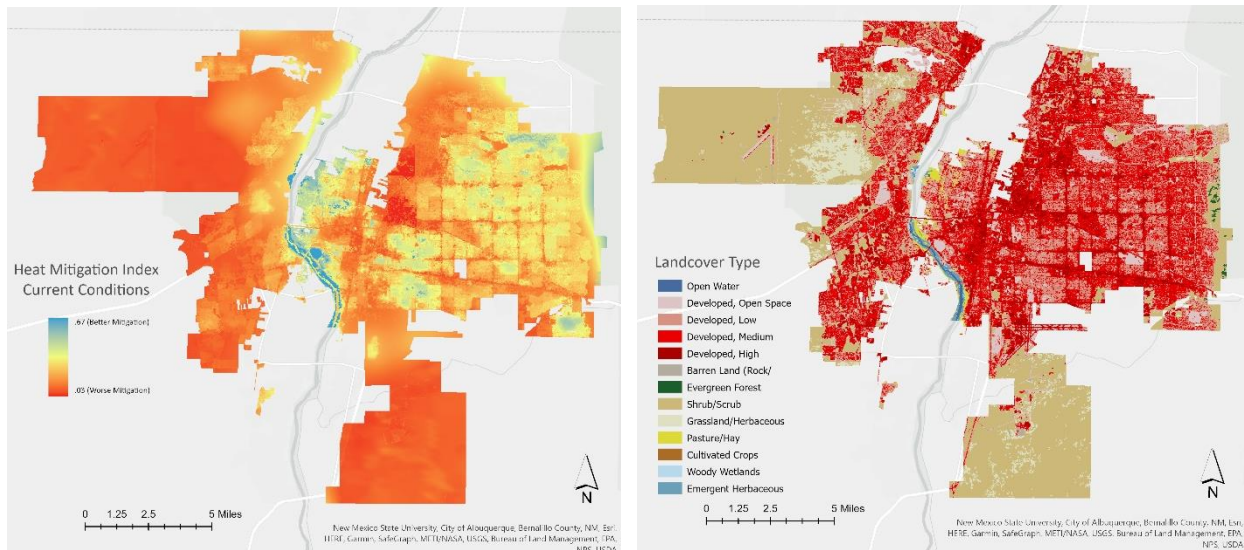 Heat Mitigation Index
Current Conditions
.67 (Better Mitigation)
.03 (Worse Mitigation)
0 1.25 2.5 5 Miles
N
New Mexico State University, City of Albuquerque, Bernalillo County, NM, Esri,
HERE, Garmin, SafeGraph, METI/NASA, USGS, Bureau of Land Management, EPA,
NPS, USDA
Landcover Type
Open Water
Developed, Open Space
Developed, Low
Developed, Medium
Developed, High
Barren Land (Rock/
Evergreen Forest
Shrub/Scrub
Grassland/Herbaceous
Pasture/Hay
Cultivated Crops
Woody Wetlands
Emergent Herbaceous
0 1.25 2.5 5 Miles
N
New Mexico State University, City of Albuquerque, Bernalillo County, NM, Esri,
HERE, Garmin, SafeGraph, METI/NASA, USGS, Bureau of Land Management, EPA,
NPS, USDA